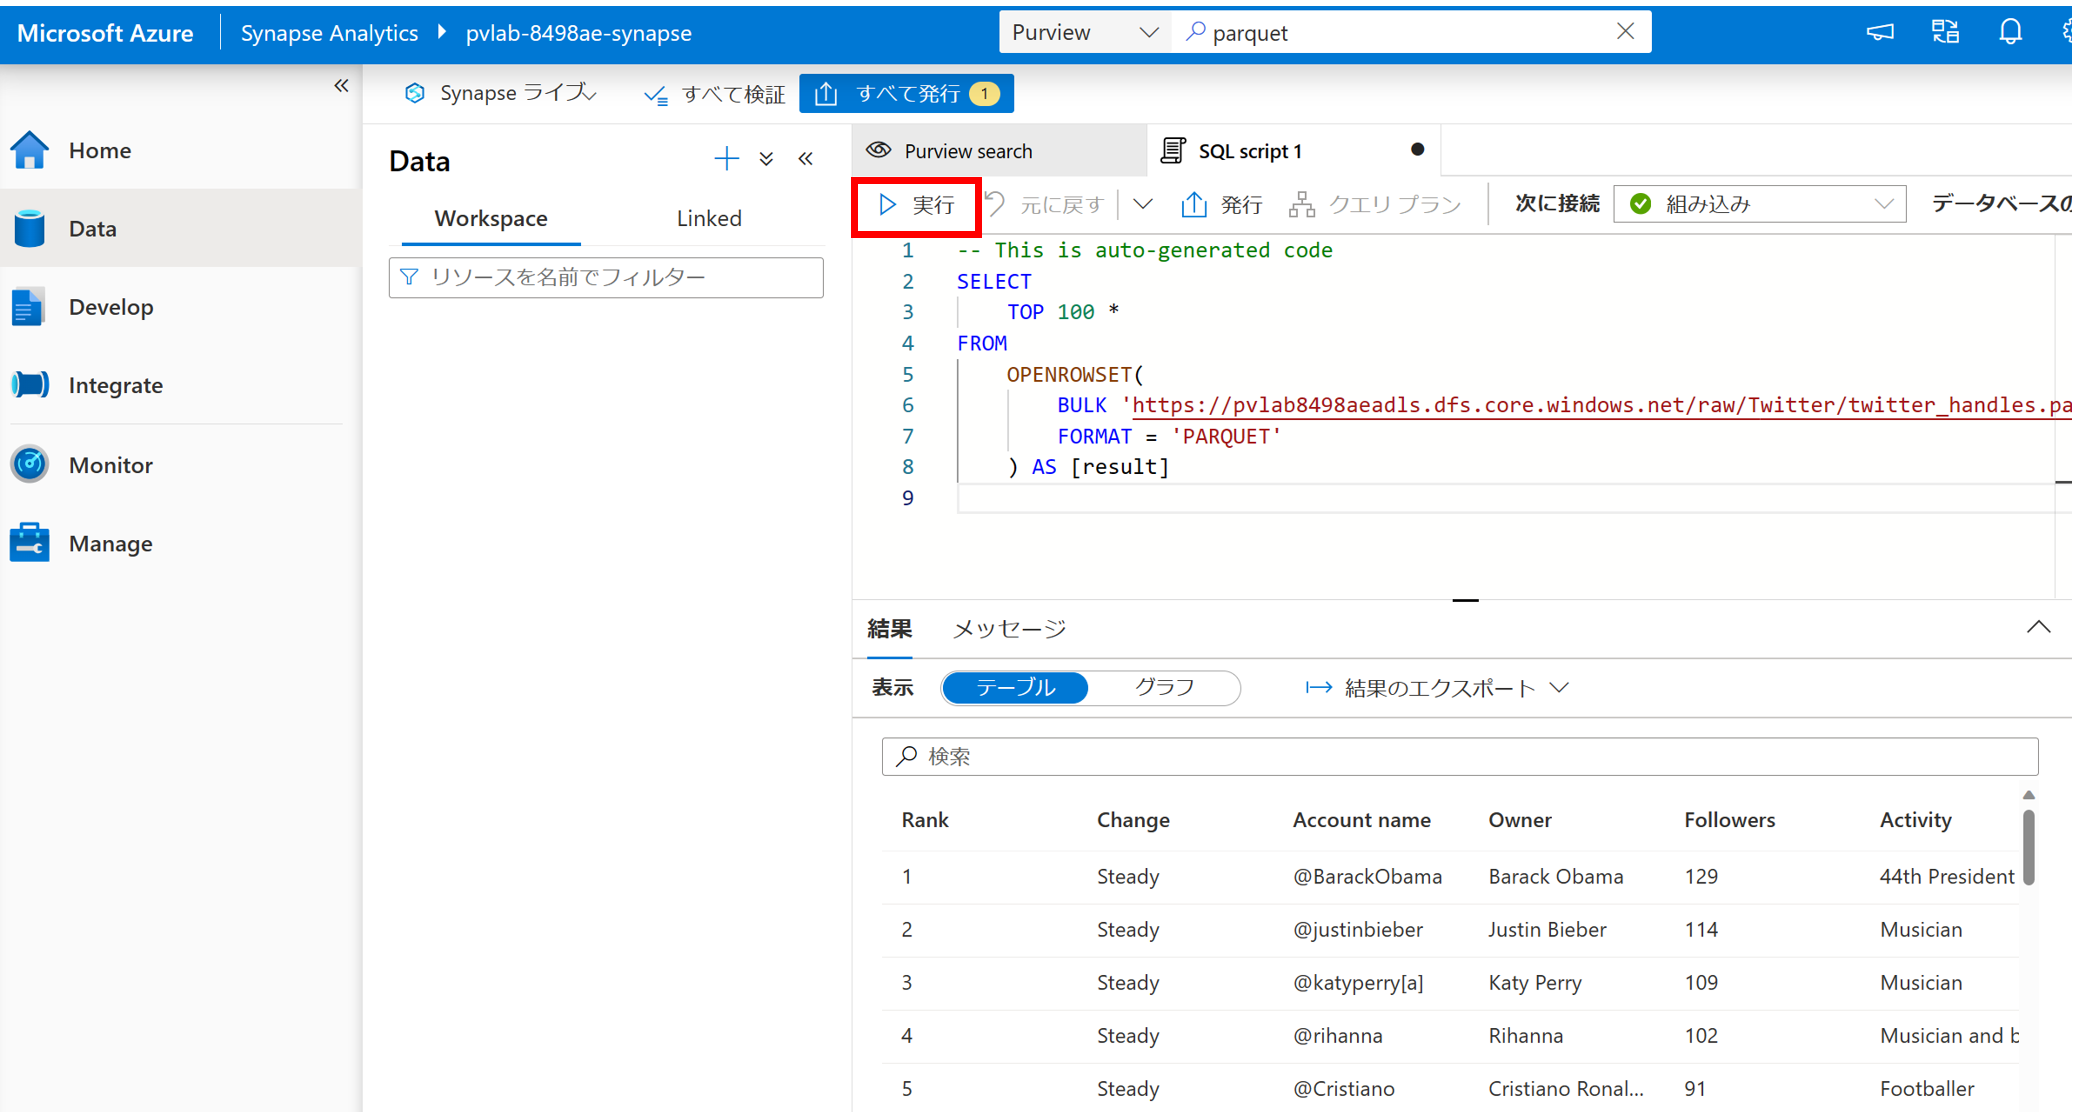 Microsoft Azure
Synapse Analytics
pvlab-8498ae-synapse
Purview
parquet
Synapse ライブ
すべて検証
すべて発行 1
Home
Data
Develop
Integrate
Monitor
Manage
Data
Workspace
Linked
リソースを名前でフィルター
Purview search
SQL script 1
実行
元に戻す
発行
クエリ プラン
次に接続
組み込み
データベースの
1 -- This is auto-generated code
2 SELECT
3 TOP 100 *
4 FROM
5 OPENROWSET(
6 BULK 'https://pvlab8498aeadls.dfs.core.windows.net/raw/Twitter/twitter_handles.pa
7 FORMAT = 'PARQUET'
8 ) AS [result]
9
結果 メッセージ
表示 テーブル グラフ 結果のエクスポート
検索
Rank Change Account name Owner Followers Activity
1 Steady @BarackObama Barack Obama 129 44th President
2 Steady @justinbieber Justin Bieber 114 Musician
3 Steady @katyperry[a] Katy Perry 109 Musician
4 Steady @rihanna Rihanna 102 Musician and b
5 Steady @Cristiano Cristiano Ronal... 91 Footballer